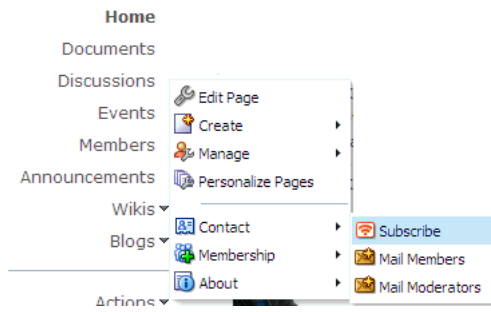 Home
Documents
Discussions
Events
Members
Announcements
Wikis
Blogs
Actions
Edit Page
Create
Manage
Personalize Pages
Contact
Membership
About
Subscribe
Mail Members
Mail Moderators